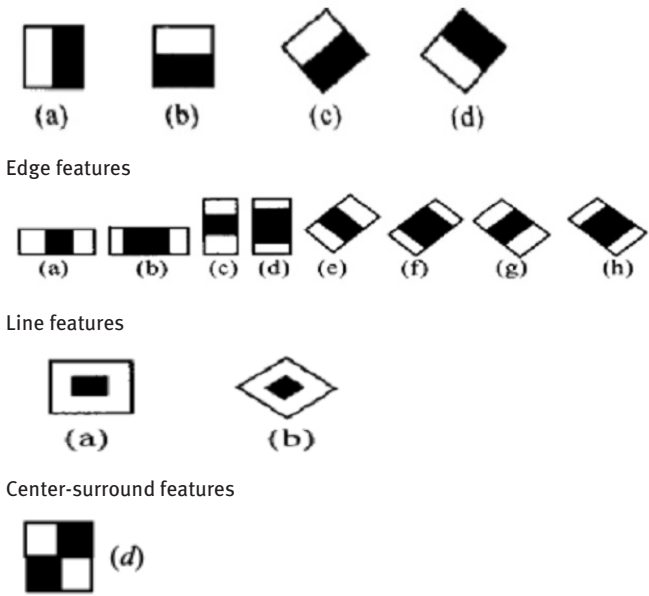 (a) (b) (c) (d)
Edge features
(a) (b) (c) (d) (e) (f) (g) (h)
Line features
(a) (b)
Center-surround features
(d)